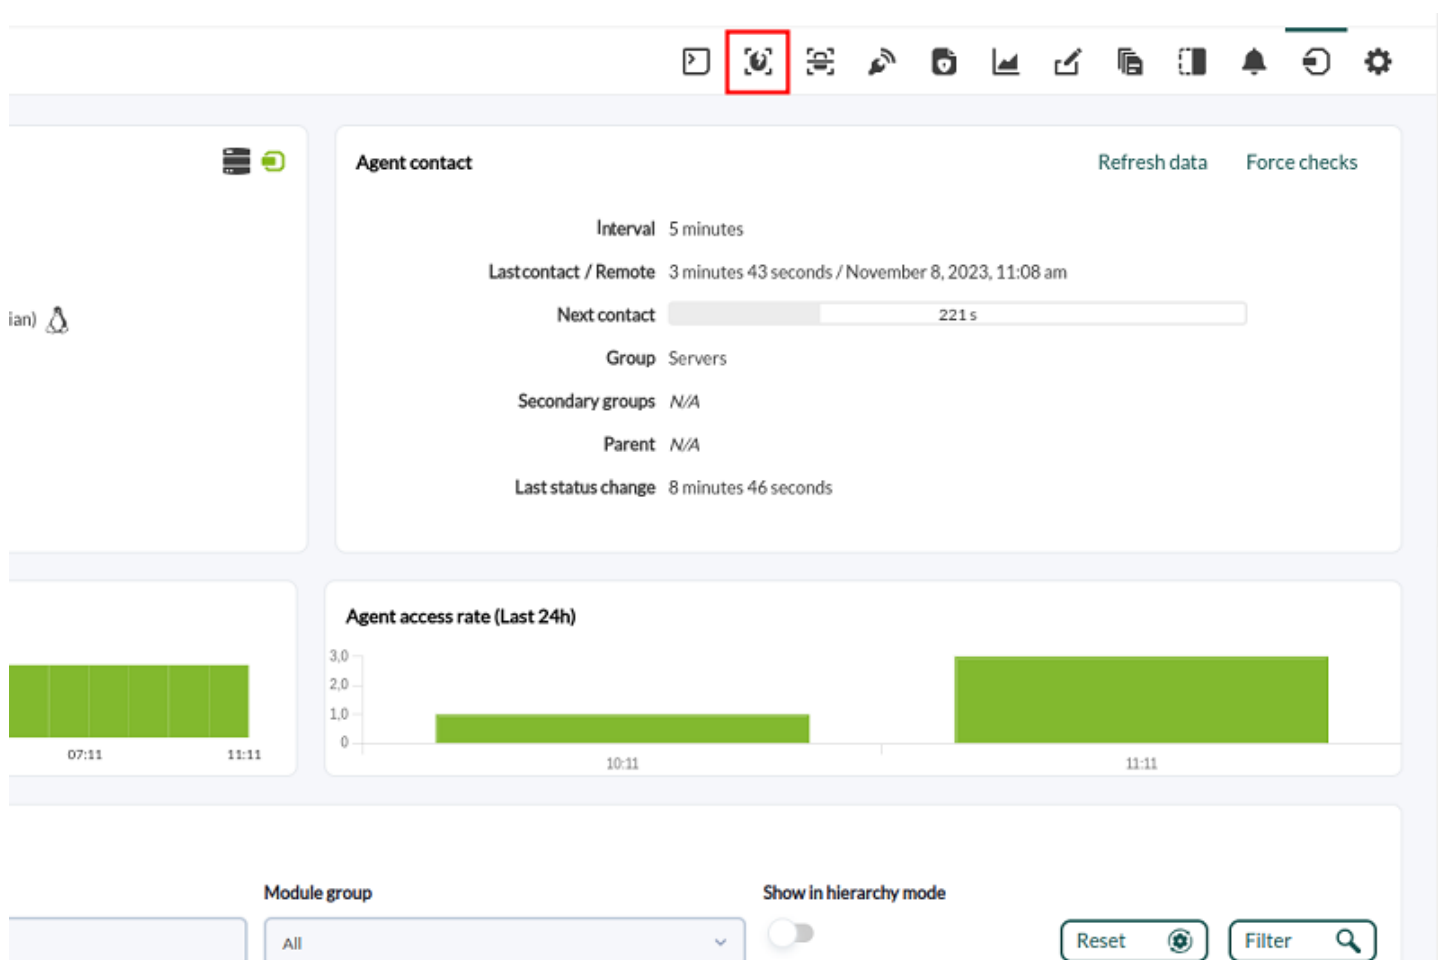 Agent contact
Refresh data
Force checks
Interval 5 minutes
Last contact / Remote 3 minutes 43 seconds / November 8, 2023, 11:08 am
ian)
Next contact 221 s
Group Servers
Secondary groups N/A
Parent N/A
Last status change 8 minutes 46 seconds
07:11
11:11
Agent access rate (Last 24h)
3,0
2,0
1,0
0
10:11
11:11
Module group
Show in hierarchy mode
All
Reset
Filter